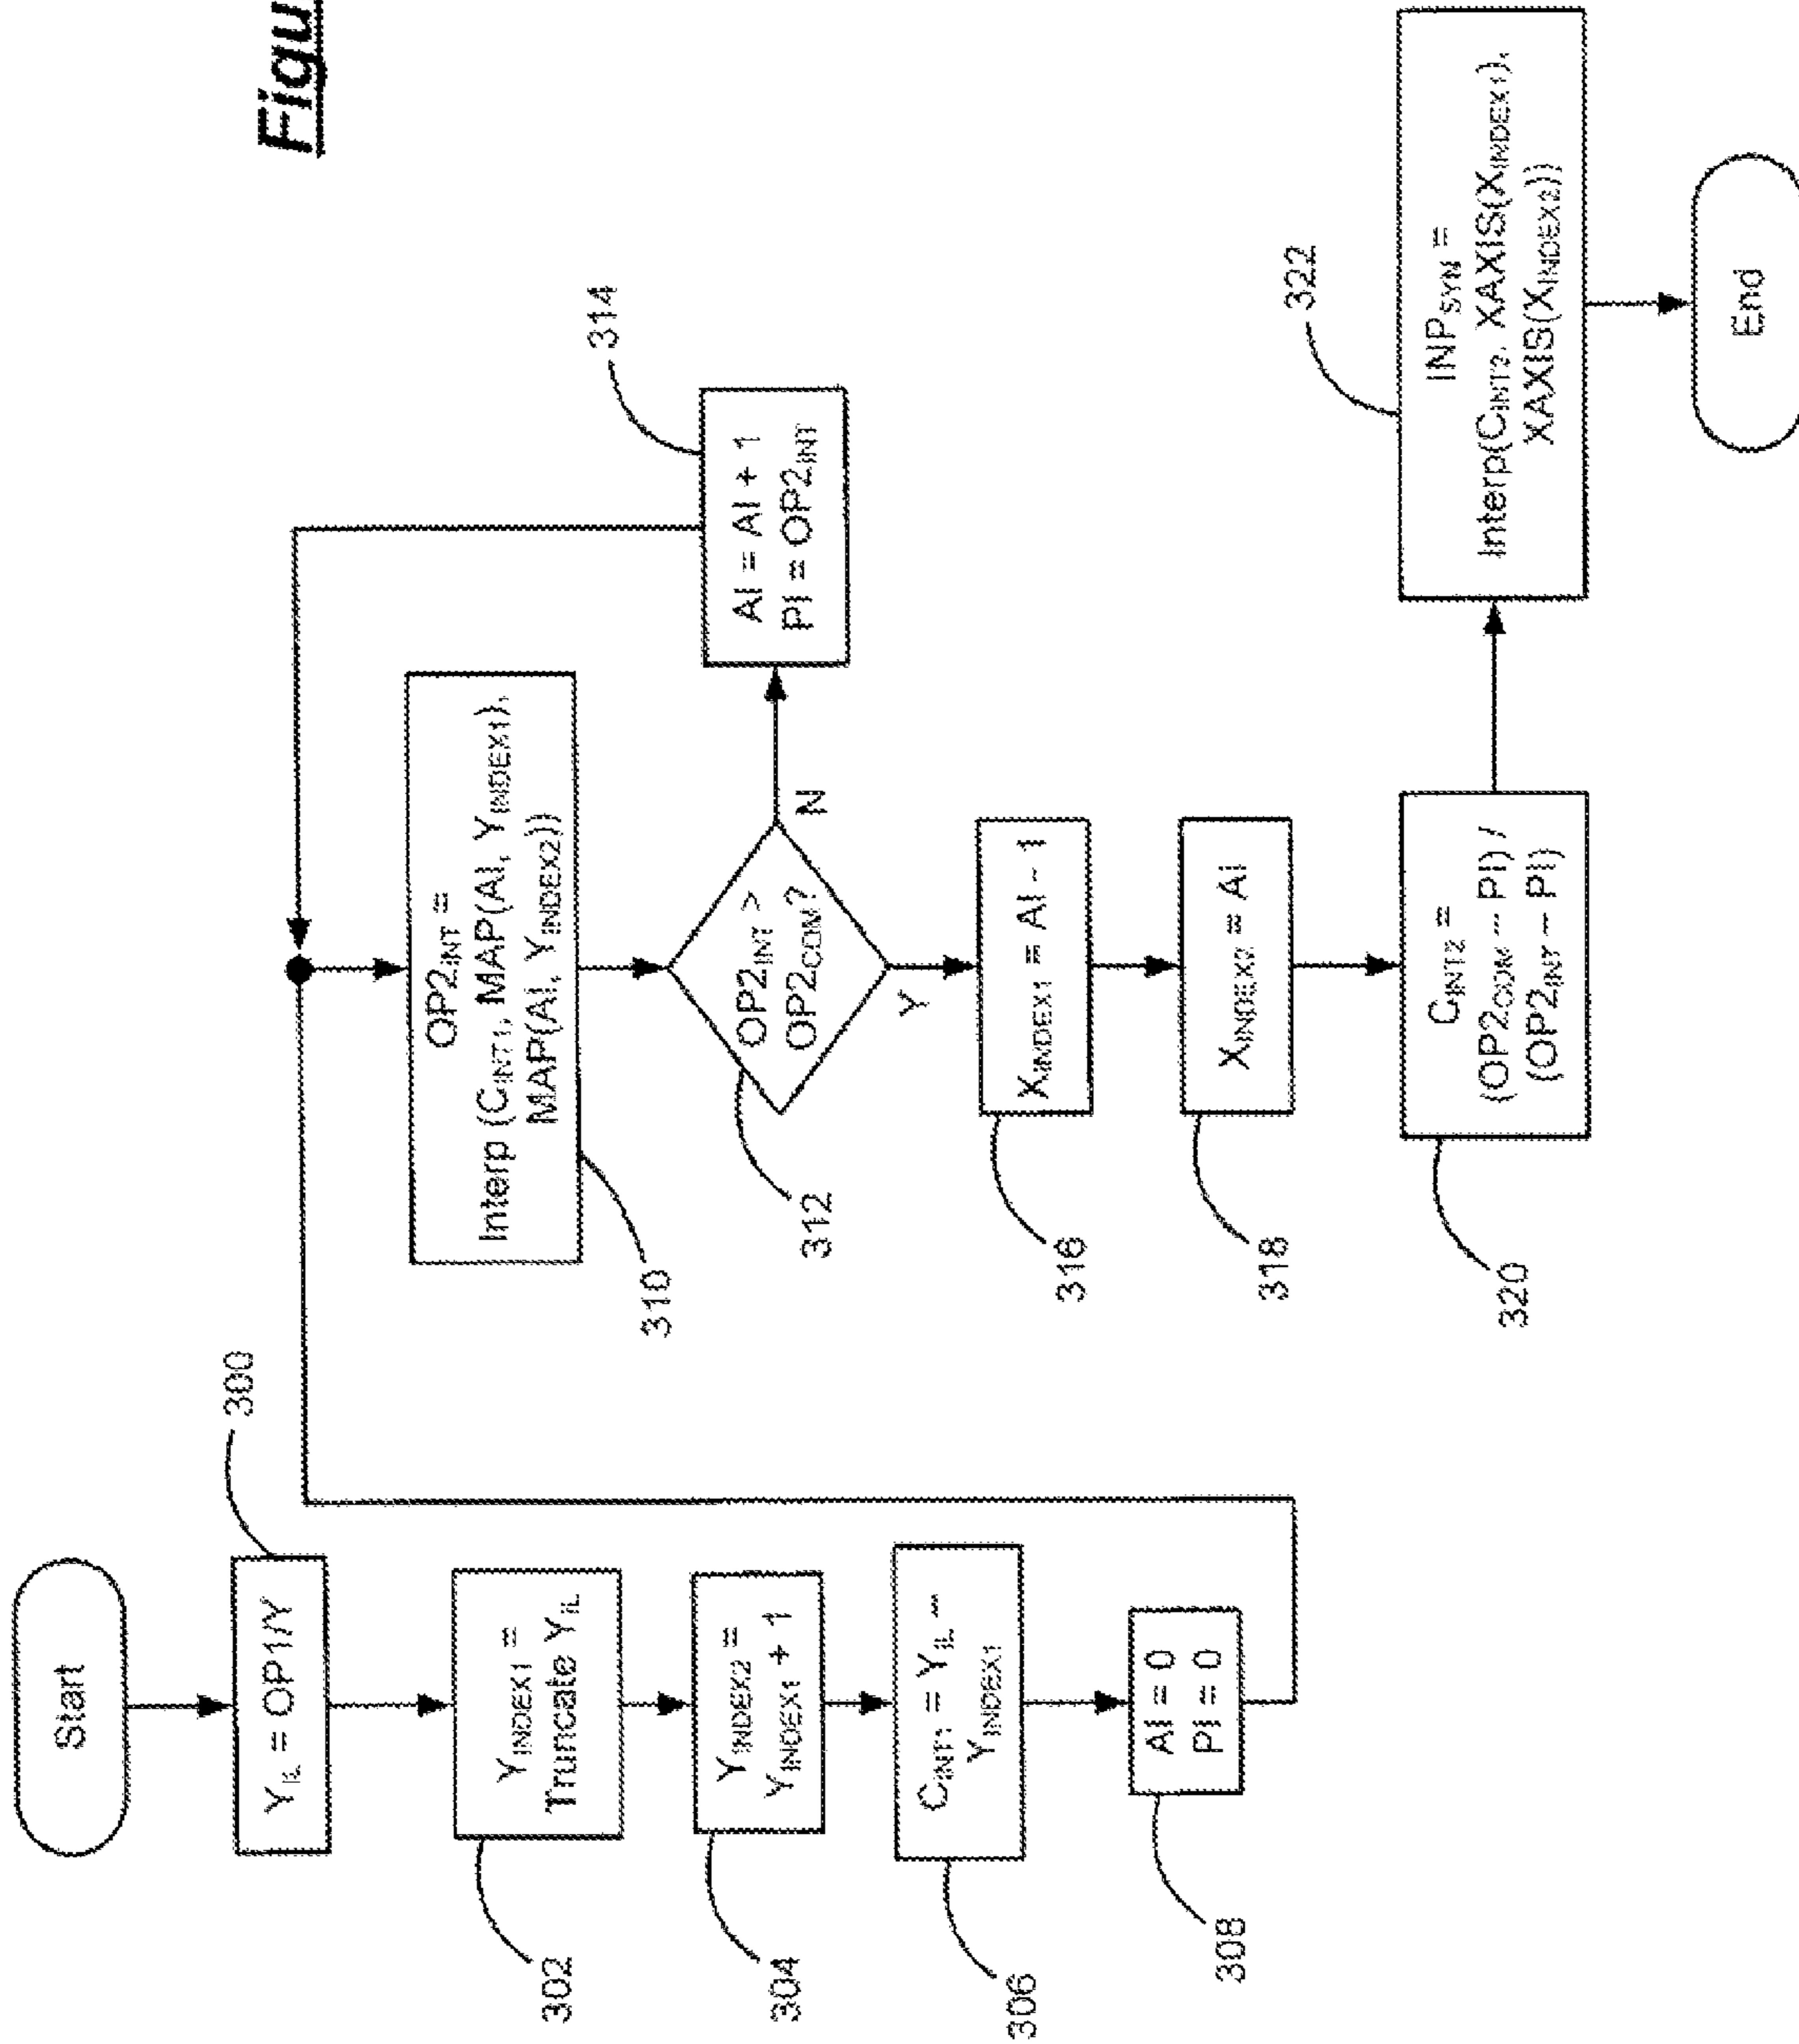 Figu
Start
300
Y_IL = OP1/Y
302
Y_INDEX1 =
Truncate Y_IL
304
Y_INDEX2 =
Y_INDEX1 + 1
306
C_INT1 = Y_IL –
Y_INDEX1
308
AI = 0
PI = 0
310
OP2_INT =
Interp (C_INT1, MAP(AI, Y_INDEX1),
MAP(AI, Y_INDEX2))
312
OP2_INT >
OP2_COM?
N
Y
314
AI = AI + 1
PI = OP2_INT
316
X_INDEX1 = AI - 1
318
X_INDEX2 = AI
320
C_INT2 =
(OP2_COM – PI) /
(OP2_INT – PI)
322
INP_SYN =
Interp(C_INT2, XAXIS(X_INDEX1),
XAXIS(X_INDEX2))
End